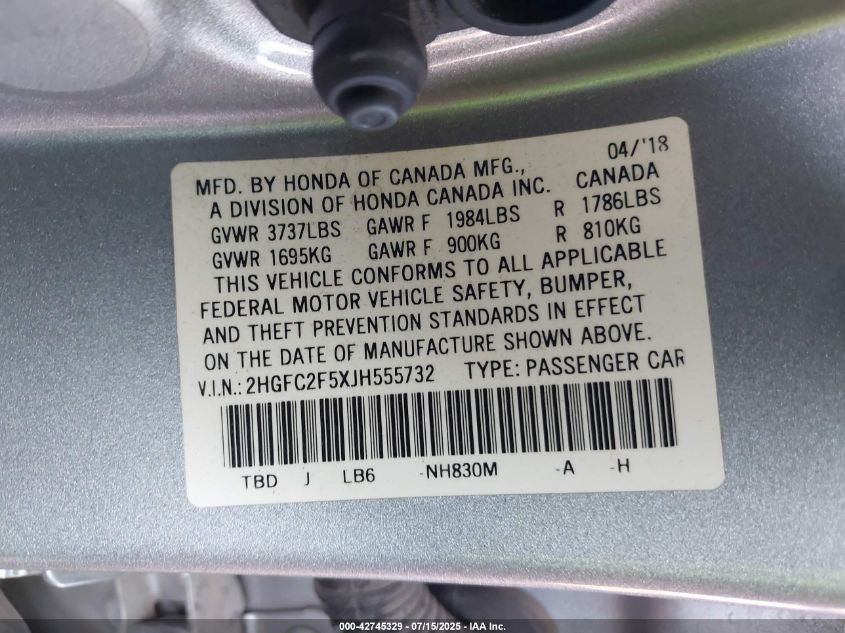 04/'18
MFD. BY HONDA OF CANADA MFG.,
A DIVISION OF HONDA CANADA INC. CANADA
GVWR 3737LBS GAWR F 1984LBS R 1786LBS
GVWR 1695KG GAWR F 900KG R 810KG
THIS VEHICLE CONFORMS TO ALL APPLICABLE
FEDERAL MOTOR VEHICLE SAFETY, BUMPER,
AND THEFT PREVENTION STANDARDS IN EFFECT
ON THE DATE OF MANUFACTURE SHOWN ABOVE.
V.I.N.: 2HGFC2F5XJH555732 TYPE: PASSENGER CAR
TBD J LB6 -NH830M -A -H
000-42745329 - 07/15/2025 - IAA Inc.